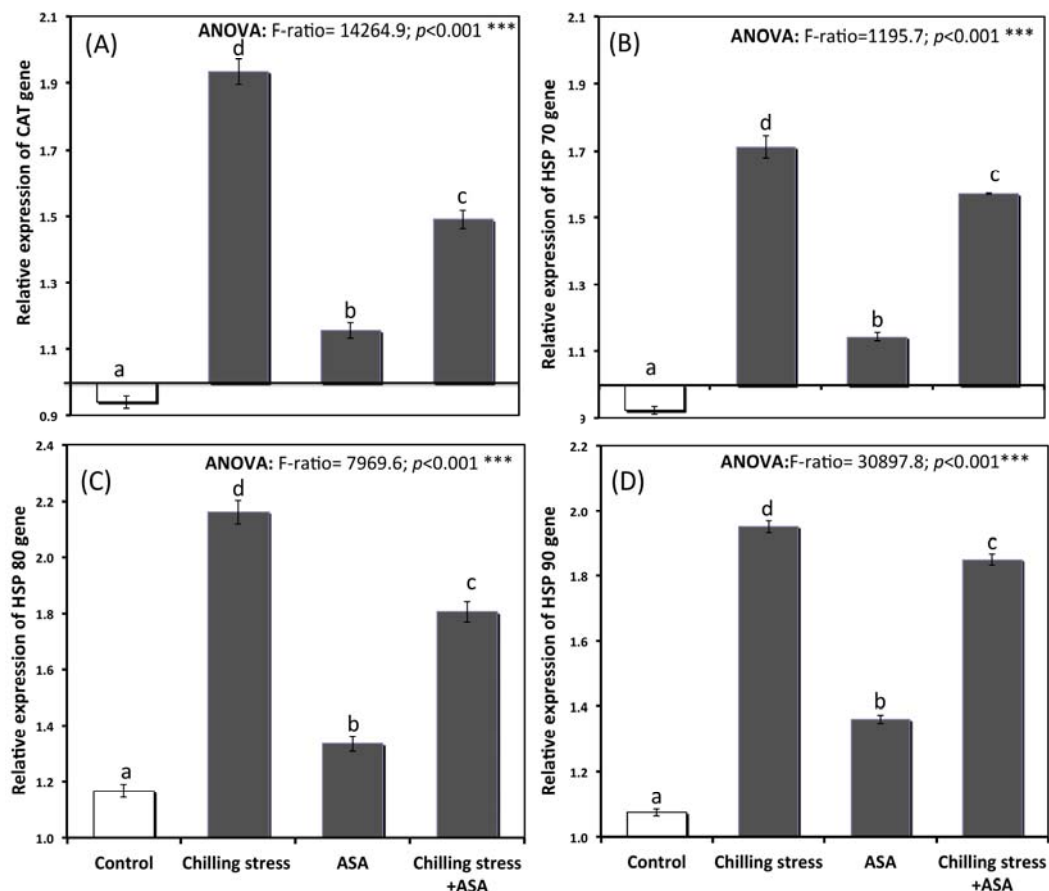 (A)
ANOVA: F-ratio= 14264.9; p<0.001 ***
Relative expression of CAT gene
2.1
1.9
1.7
1.5
1.3
1.1
0.9
a
d
b
c
(B)
ANOVA: F-ratio=1195.7; p<0.001 ***
Relative expression of HSP 70 gene
2.1
1.9
1.7
1.5
1.3
1.1
9
a
d
b
c
(C)
ANOVA: F-ratio= 7969.6; p<0.001 ***
Relative expression of HSP 80 gene
2.4
2.2
2.0
1.8
1.6
1.4
1.2
1.0
a
d
b
c
Control
Chilling stress
ASA
Chilling stress
+ASA
(D)
ANOVA:F-ratio= 30897.8; p<0.001***
Relative expression of HSP 90 gene
2.2
2.0
1.8
1.6
1.4
1.2
1.0
a
d
b
c
Control
Chilling stress
ASA
Chilling stress
+ASA